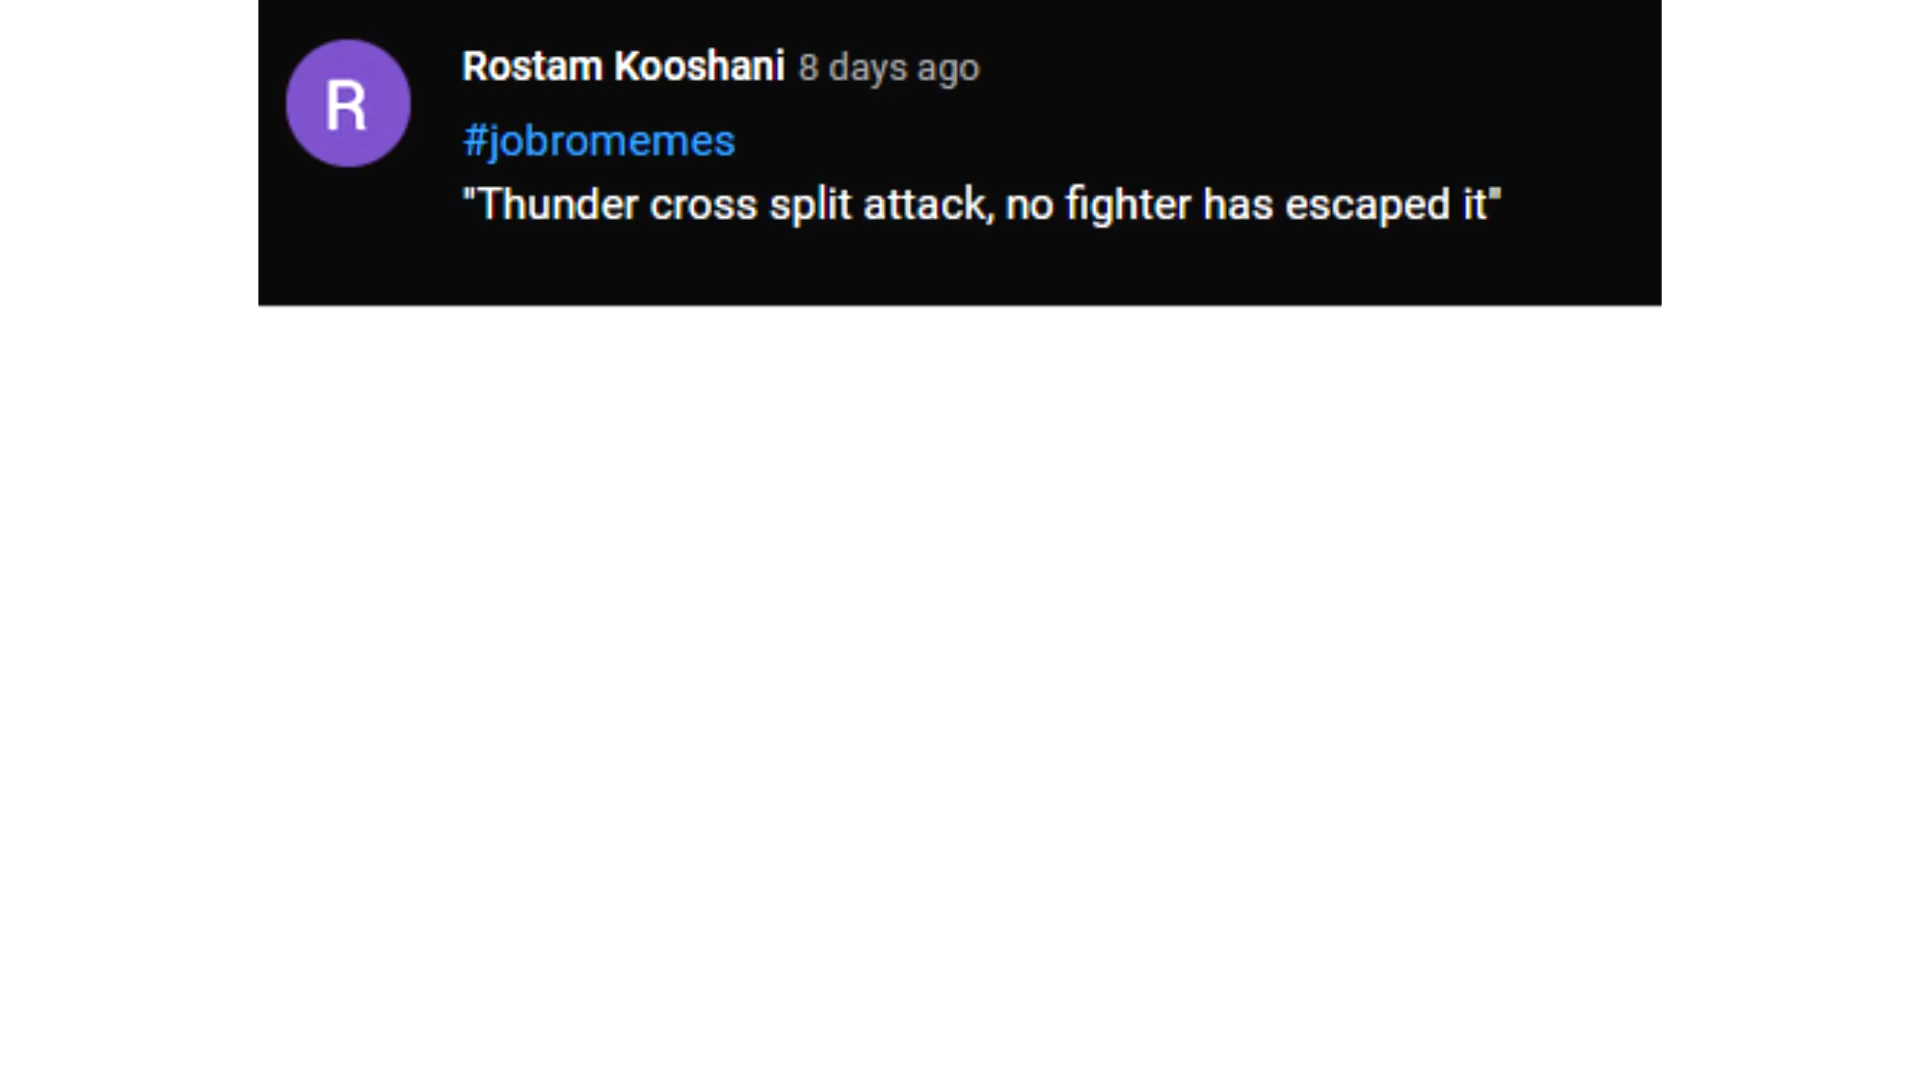 R
Rostam Kooshani 8 days ago
#jobromemes
"Thunder cross split attack, no fighter has escaped it"